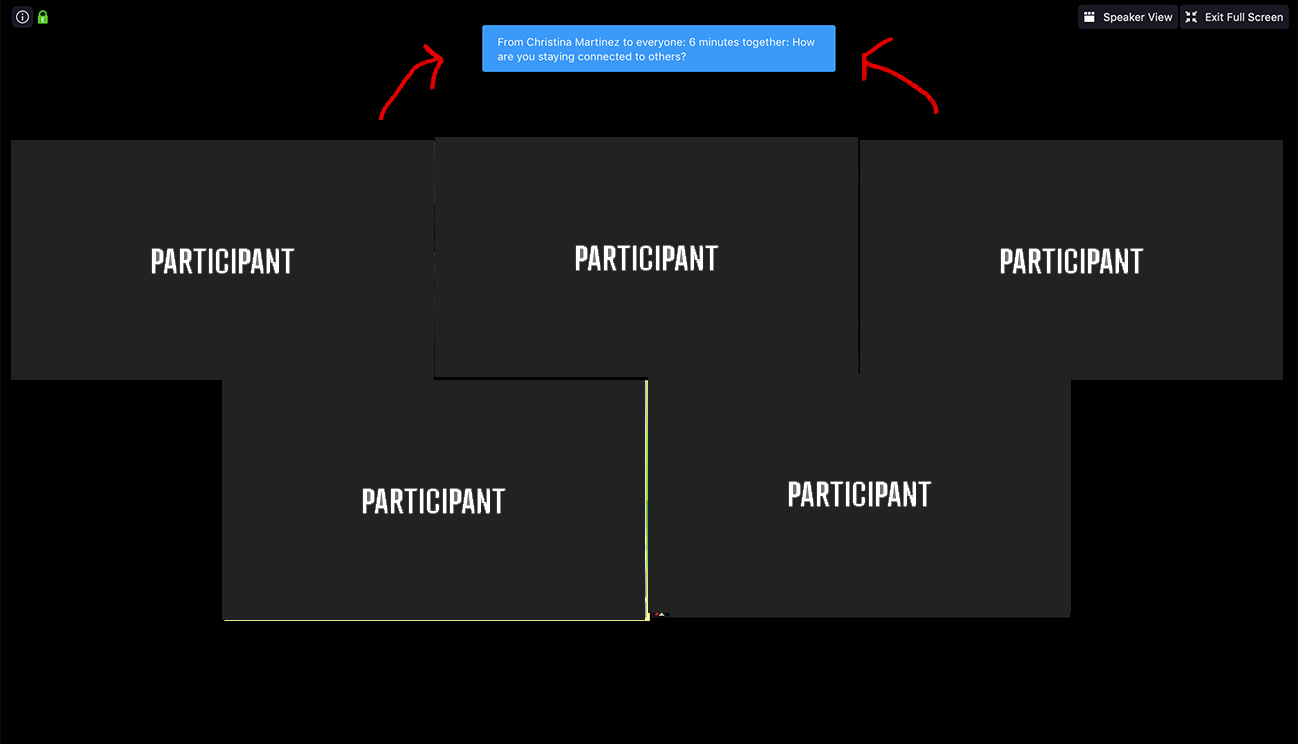 Speaker View
Exit Full Screen
From Christina Martinez to everyone: 6 minutes together: How
are you staying connected to others?
PARTICIPANT
PARTICIPANT
PARTICIPANT
PARTICIPANT
PARTICIPANT